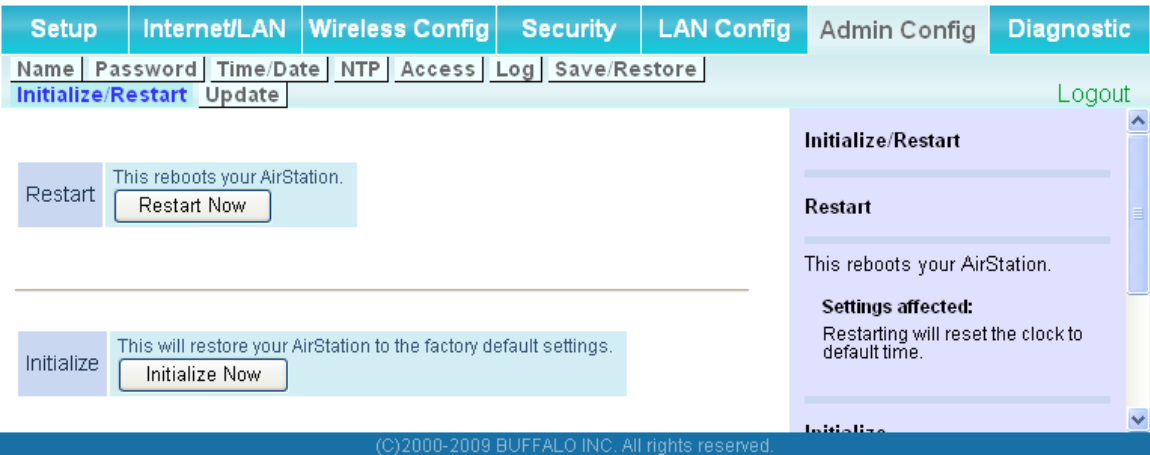 Setup Internet/LAN Wireless Config Security LAN Config Admin Config Diagnostic
Name Password Time/Date NTP Access Log Save/Restore
Initialize/Restart Update
Logout
Restart
This reboots your AirStation.
Restart Now
Initialize
This will restore your AirStation to the factory default settings.
Initialize Now
Initialize/Restart
Restart
This reboots your AirStation.
Settings affected:
Restarting will reset the clock to
default time.
Initialize
(C)2000-2009 BUFFALO INC. All rights reserved.